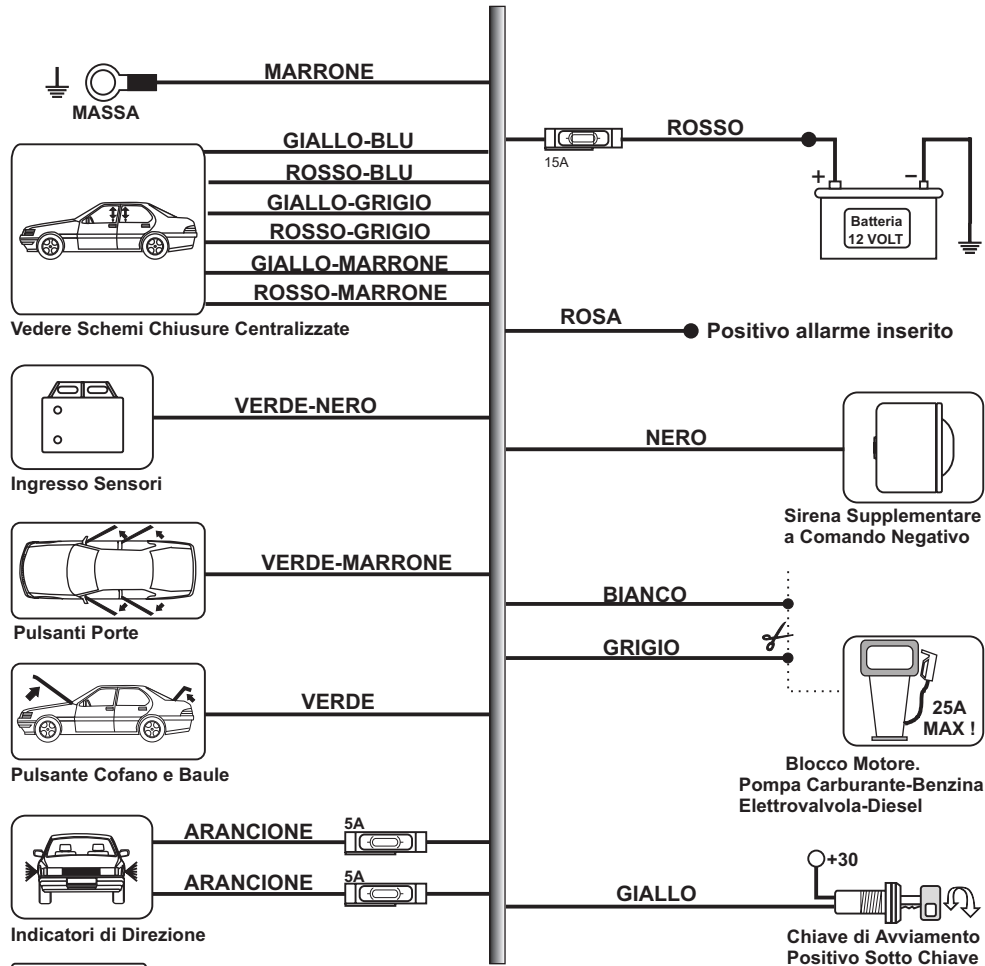 MARRONE
MASSA
GIALLO-BLU
ROSSO-BLU
GIALLO-GRIGIO
ROSSO-GRIGIO
GIALLO-MARRONE
ROSSO-MARRONE
Vedere Schemi Chiusure Centralizzate
VERDE-NERO
Ingresso Sensori
VERDE-MARRONE
Pulsanti Porte
VERDE
Pulsante Cofano e Baule
ARANCIONE
5A
ARANCIONE
5A
Indicatori di Direzione
ROSSO
15A
+ −
Batteria
12 VOLT
ROSA
Positivo allarme inserito
NERO
Sirena Supplementare
a Comando Negativo
BIANCO
GRIGIO
25A
MAX !
Blocco Motore.
Pompa Carburante-Benzina
Elettrovalvola-Diesel
+30
GIALLO
Chiave di Avviamento
Positivo Sotto Chiave